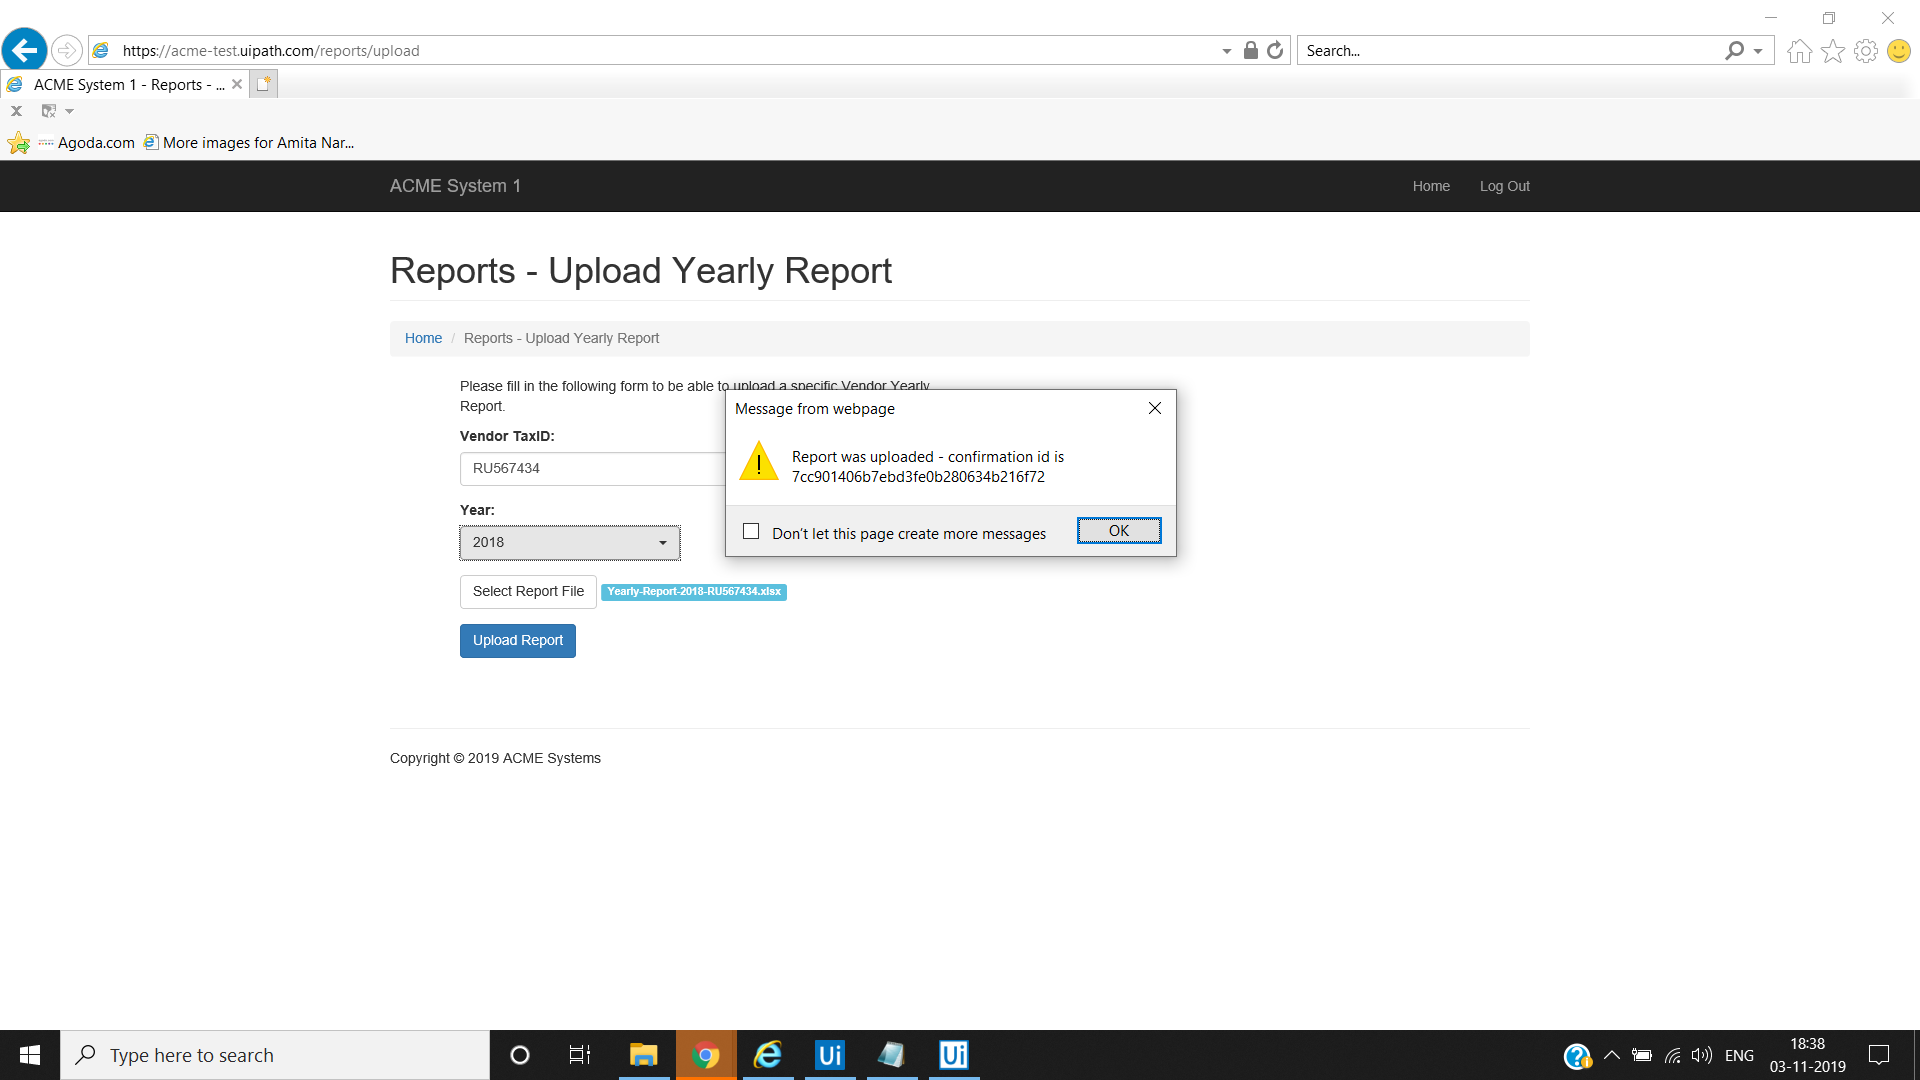 https://acme-test.uipath.com/reports/upload
Search...
ACME System 1 - Reports - ...
Agoda.com
More images for Amita Nar...
ACME System 1
Home
Log Out
Reports - Upload Yearly Report
Home / Reports - Upload Yearly Report
Please fill in the following form to be able to upload a specific Vendor Yearly
Report.
Message from webpage
Report was uploaded - confirmation id is
7cc901406b7ebd3fe0b280634b216f72
Don't let this page create more messages
OK
Vendor TaxID:
RU567434
Year:
2018
Select Report File
Yearly-Report-2018-RU567434.xlsx
Upload Report
Copyright © 2019 ACME Systems
Type here to search
Ui
Ui
ENG
18:38
03-11-2019